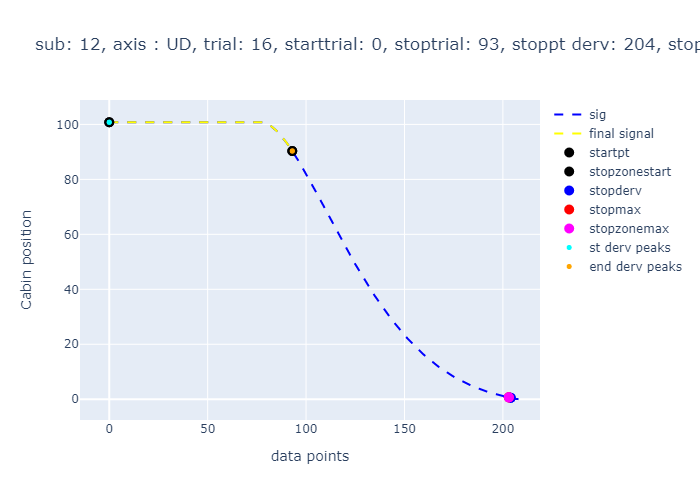 sub: 12, axis : UD, trial: 16, starttrial: 0, stoptrial: 93, stoppt derv: 204, stop
100
80
60
40
20
0
Cabin position
0 50 100 150 200
data points
sig
final signal
startpt
stopzonestart
stopderv
stopmax
stopzonemax
st derv peaks
end derv peaks